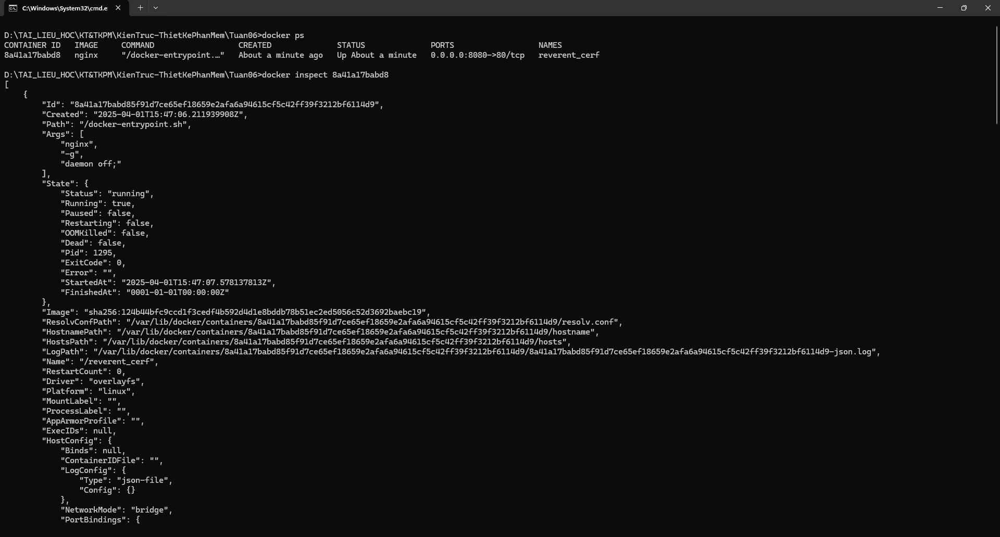 C:\Windows\System32\cmd.e
D:\TAI_LIEU_HOC\KT&TKPM\KienTruc-ThietKePhanMem\Tuan06>docker ps
CONTAINER ID   IMAGE     COMMAND                  CREATED              STATUS              PORTS                  NAMES
8a41a17babd8   nginx     "/docker-entrypoint.…"   About a minute ago   Up About a minute   0.0.0.0:8080->80/tcp   reverent_cerf
D:\TAI_LIEU_HOC\KT&TKPM\KienTruc-ThietKePhanMem\Tuan06>docker inspect 8a41a17babd8
[
    {
        "Id": "8a41a17babd85f91d7ce65ef18659e2afa6a94615cf5c42ff39f3212bf6114d9",
        "Created": "2025-04-01T15:47:06.211939908Z",
        "Path": "/docker-entrypoint.sh",
        "Args": [
            "nginx",
            "-g",
            "daemon off;"
        ],
        "State": {
            "Status": "running",
            "Running": true,
            "Paused": false,
            "Restarting": false,
            "OOMKilled": false,
            "Dead": false,
            "Pid": 1295,
            "ExitCode": 0,
            "Error": "",
            "StartedAt": "2025-04-01T15:47:07.578137813Z",
            "FinishedAt": "0001-01-01T00:00:00Z"
        },
        "Image": "sha256:124b44bfc9ccd1f3cedf4b592d4d1e8bddb78b51ec2ed5056c52d3692baebc19",
        "ResolvConfPath": "/var/lib/docker/containers/8a41a17babd85f91d7ce65ef18659e2afa6a94615cf5c42ff39f3212bf6114d9/resolv.conf",
        "HostnamePath": "/var/lib/docker/containers/8a41a17babd85f91d7ce65ef18659e2afa6a94615cf5c42ff39f3212bf6114d9/hostname",
        "HostsPath": "/var/lib/docker/containers/8a41a17babd85f91d7ce65ef18659e2afa6a94615cf5c42ff39f3212bf6114d9/hosts",
        "LogPath": "/var/lib/docker/containers/8a41a17babd85f91d7ce65ef18659e2afa6a94615cf5c42ff39f3212bf6114d9/8a41a17babd85f91d7ce65ef18659e2afa6a94615cf5c42ff39f3212bf6114d9-json.log",
        "Name": "/reverent_cerf",
        "RestartCount": 0,
        "Driver": "overlayfs",
        "Platform": "linux",
        "MountLabel": "",
        "ProcessLabel": "",
        "AppArmorProfile": "",
        "ExecIDs": null,
        "HostConfig": {
            "Binds": null,
            "ContainerIDFile": "",
            "LogConfig": {
                "Type": "json-file",
                "Config": {}
            },
            "NetworkMode": "bridge",
            "PortBindings": {